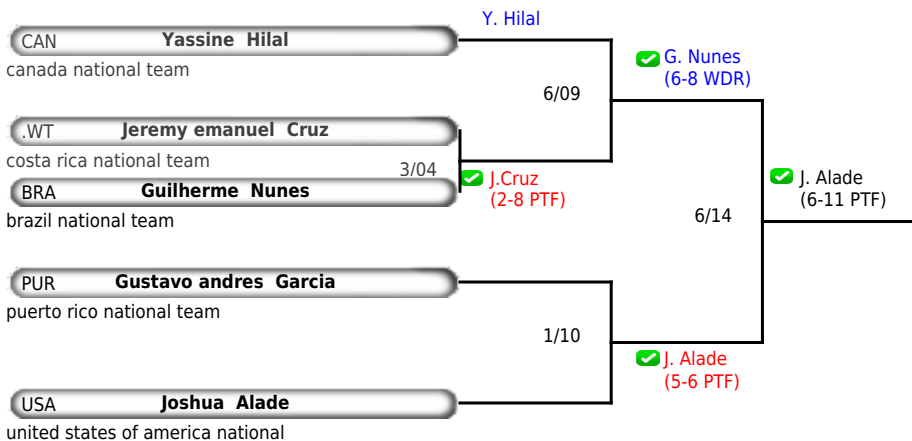 Y. Hilal
CAN Yassine Hilal
canada national team
G. Nunes
(6-8 WDR)
6/09
.WT Jeremy emanuel Cruz
costa rica national team
3/04
J.Cruz
(2-8 PTF)
BRA Guilherme Nunes
brazil national team
J. Alade
(6-11 PTF)
6/14
PUR Gustavo andres Garcia
puerto rico national team
1/10
J. Alade
(5-6 PTF)
USA Joshua Alade
united states of america national